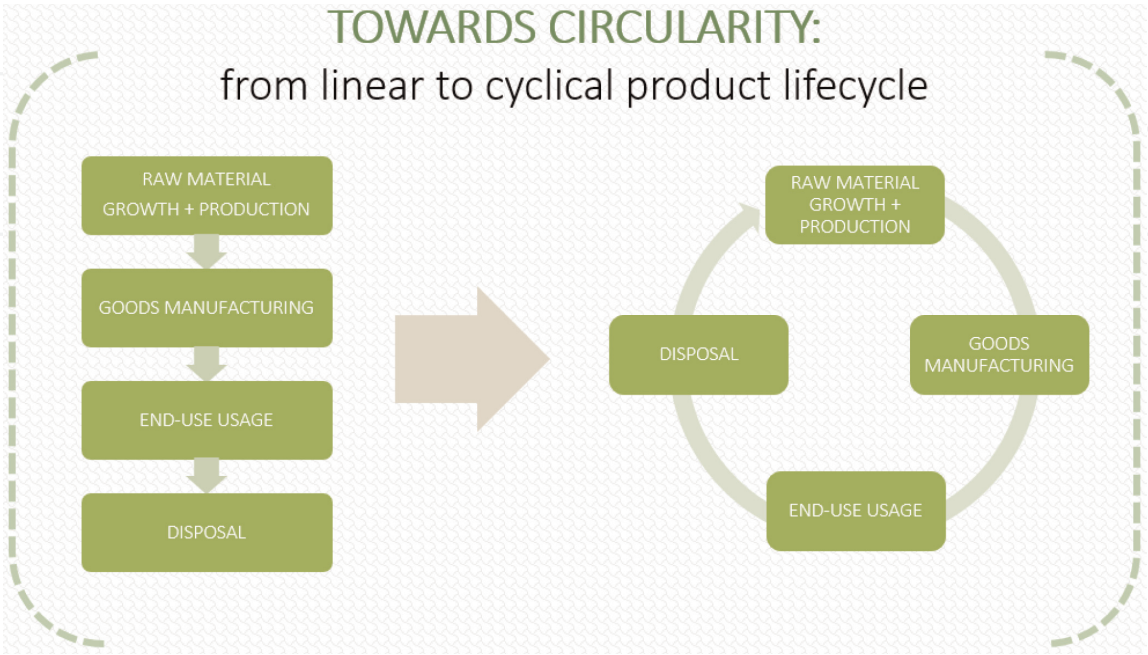 TOWARDS CIRCULARITY:
from linear to cyclical product lifecycle
RAW MATERIAL
GROWTH + PRODUCTION
GOODS MANUFACTURING
END-USE USAGE
DISPOSAL
RAW MATERIAL
GROWTH +
PRODUCTION
GOODS
MANUFACTURING
END-USE USAGE
DISPOSAL